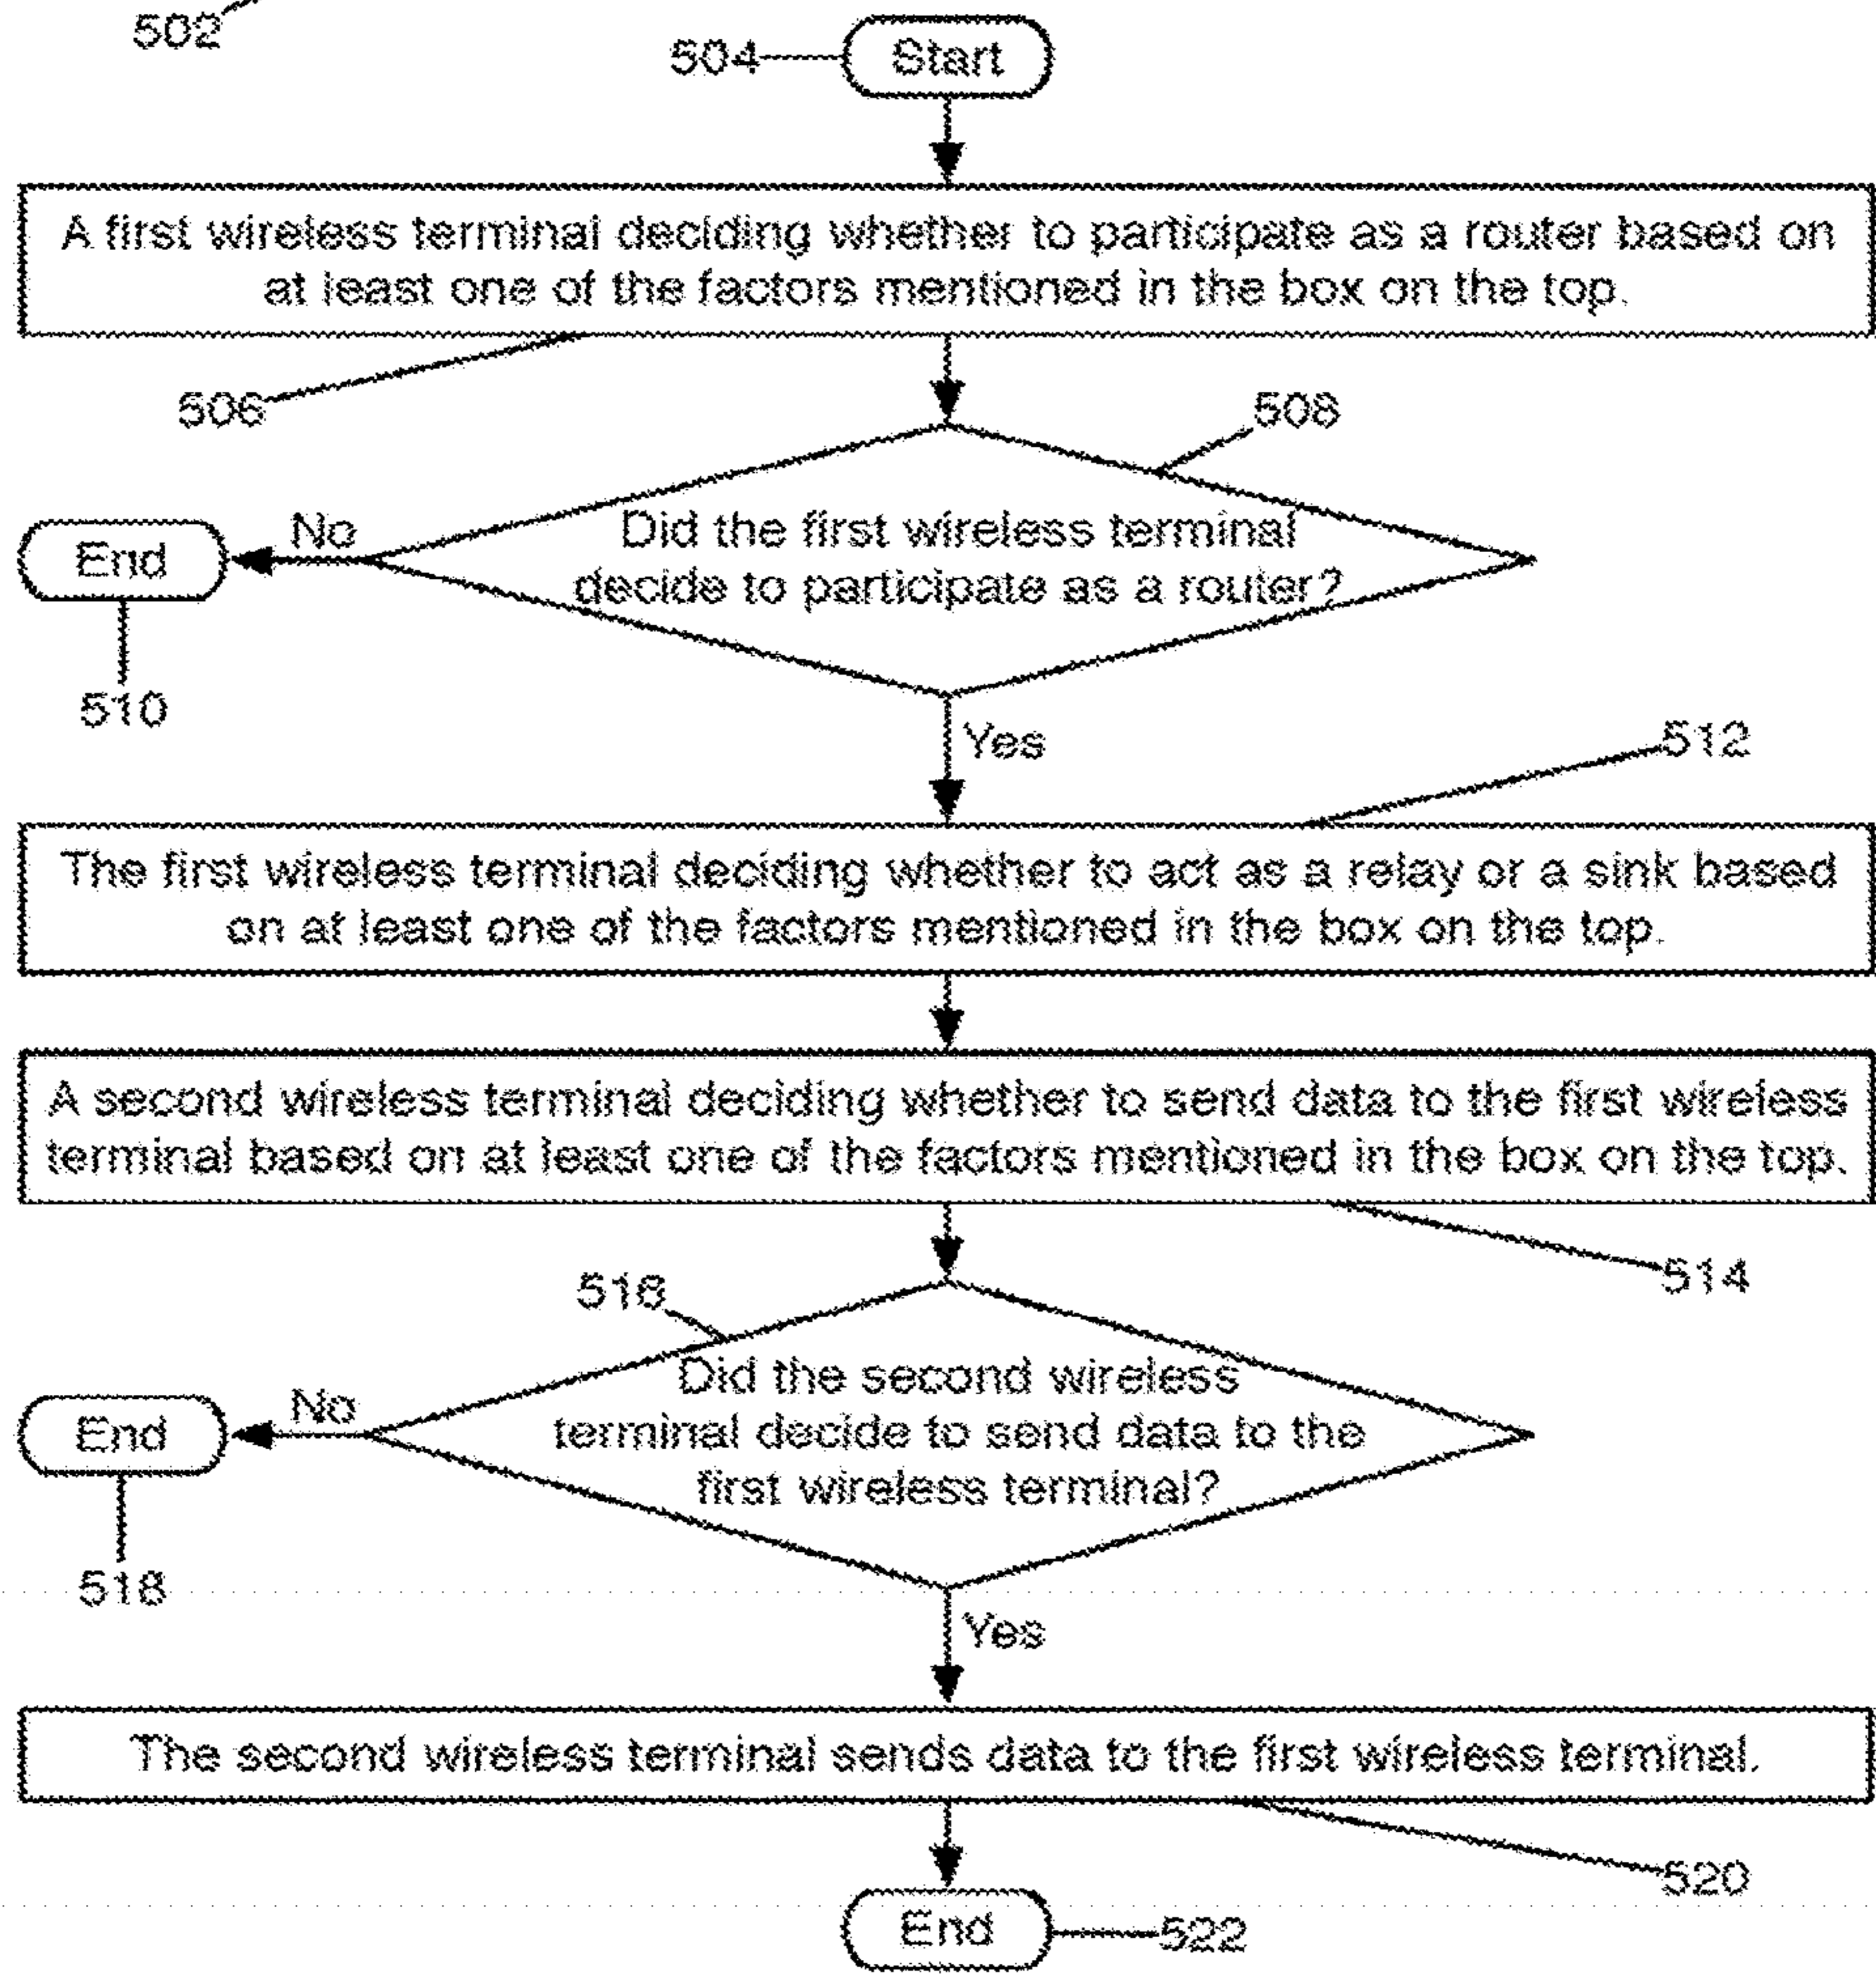 502
504
Start
A first wireless terminal deciding whether to participate as a router based on
at least one of the factors mentioned in the box on the top.
506
508
Did the first wireless terminal
decide to participate as a router?
No
End
510
Yes
512
The first wireless terminal deciding whether to act as a relay or a sink based
on at least one of the factors mentioned in the box on the top.
A second wireless terminal deciding whether to send data to the first wireless
terminal based on at least one of the factors mentioned in the box on the top.
514
516
Did the second wireless
terminal decide to send data to the
first wireless terminal?
No
End
518
Yes
The second wireless terminal sends data to the first wireless terminal.
520
End
522